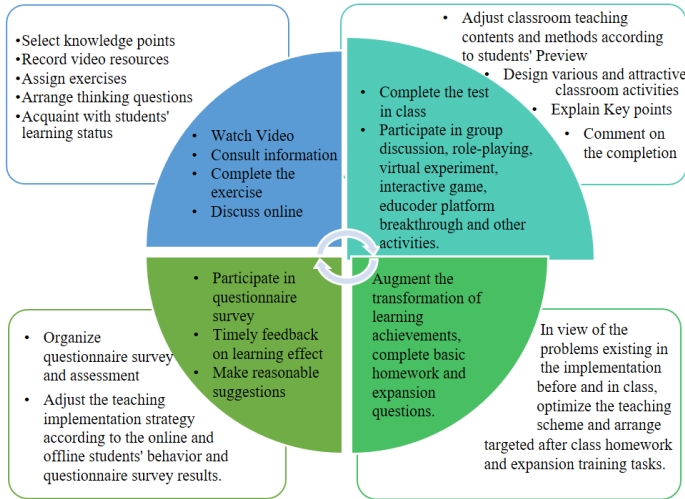 •Select knowledge points
•Record video resources
•Assign exercises
•Arrange thinking questions
•Acquaint with students'
learning status
• Watch Video
• Consult information
• Complete the
exercise
• Discuss online
• Adjust classroom teaching
contents and methods according
to students' Preview
• Design various and attractive
classroom activities
• Explain Key points
• Comment on
the completion
• Complete the test
in class
• Participate in group
discussion, role-playing,
virtual experiment,
interactive game,
educoder platform
breakthrough and other
activities.
• Participate in
questionnaire
survey
• Timely feedback
on learning effect
• Make reasonable
suggestions
• Organize
questionnaire survey
and assessment
• Adjust the teaching
implementation strategy
according to the online and
offline students' behavior and
questionnaire survey results.
Augment the
transformation of
learning
achievements,
complete basic
homework and
expansion
questions.
In view of the
problems existing in
the implementation
before and in class,
optimize the teaching
scheme and arrange
targeted after class homework
and expansion training tasks.